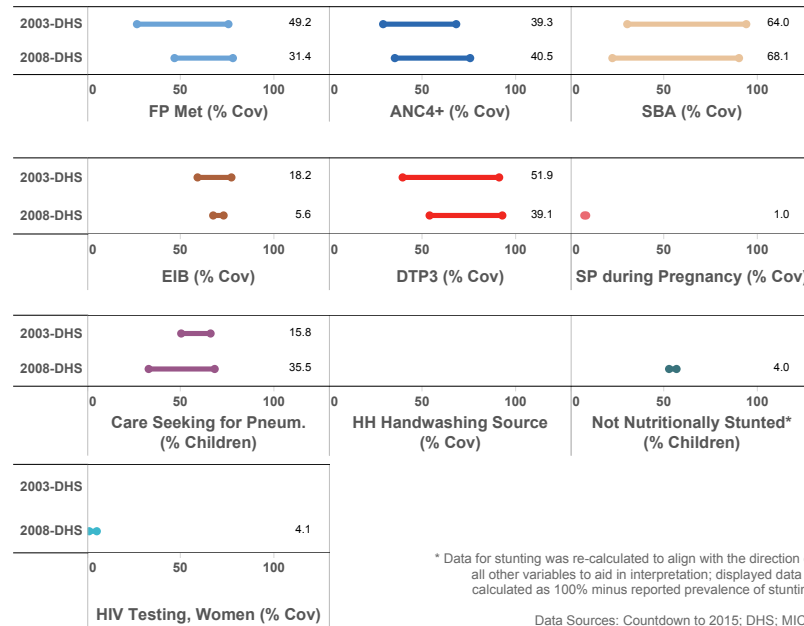 2003-DHS 49.2 39.3 64.0
2008-DHS 31.4 40.5 68.1
0 50 100 0 50 100 0 50 100
FP Met (% Cov) ANC4+ (% Cov) SBA (% Cov)
2003-DHS 18.2 51.9
2008-DHS 5.6 39.1 1.0
0 50 100 0 50 100 0 50 100
EIB (% Cov) DTP3 (% Cov) SP during Pregnancy (% Cov)
2003-DHS 15.8
2008-DHS 35.5 4.0
0 50 100 0 50 100 0 50 100
Care Seeking for Pneum. HH Handwashing Source Not Nutritionally Stunted*
(% Children) (% Cov) (% Children)
2003-DHS
2008-DHS 4.1
0 50 100
HIV Testing, Women (% Cov)
* Data for stunting was re-calculated to align with the direction
all other variables to aid in interpretation; displayed data
calculated as 100% minus reported prevalence of stuntin
Data Sources: Countdown to 2015; DHS; MIC